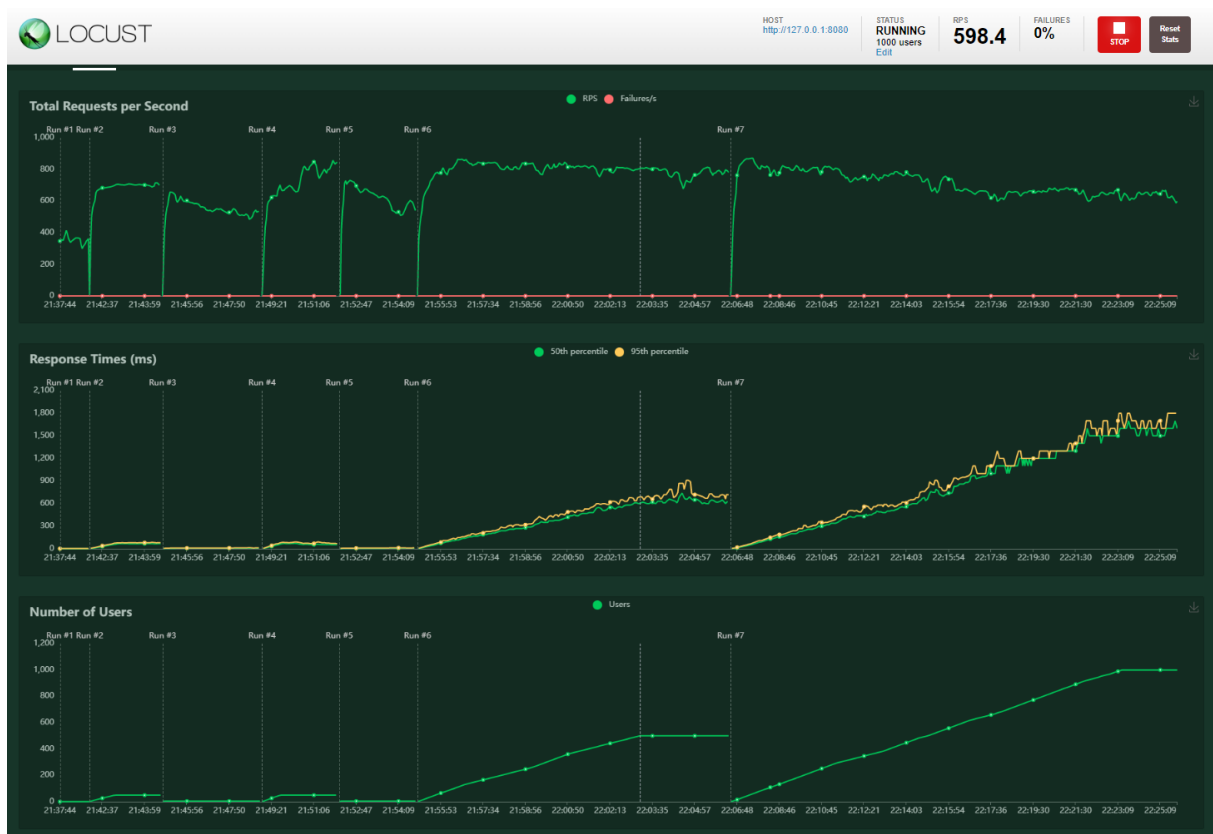 LOCUST
HOST
http://127.0.0.1:8080
STATUS
RUNNING
1000 users
Edit
RPS
598.4
FAILURES
0%
STOP
Reset
Stats
Total Requests per Second
RPS Failures/s
Run #1 Run #2 Run #3 Run #4 Run #5 Run #6 Run #7
1,000
800
600
400
200
0
21:37:44 21:42:37 21:43:59 21:45:56 21:47:50 21:49:21 21:51:06 21:52:47 21:54:09 21:55:53 21:57:34 21:58:56 22:00:50 22:02:13 22:03:35 22:04:57 22:06:48 22:08:46 22:10:45 22:12:21 22:14:03 22:15:54 22:17:36 22:19:30 22:21:30 22:23:09 22:25:09
Response Times (ms)
50th percentile 95th percentile
Run #1 Run #2 Run #3 Run #4 Run #5 Run #6 Run #7
2,100
1,800
1,500
1,200
900
600
300
0
21:37:44 21:42:37 21:43:59 21:45:56 21:47:50 21:49:21 21:51:06 21:52:47 21:54:09 21:55:53 21:57:34 21:58:56 22:00:50 22:02:13 22:03:35 22:04:57 22:06:48 22:08:46 22:10:45 22:12:21 22:14:03 22:15:54 22:17:36 22:19:30 22:21:30 22:23:09 22:25:09
Number of Users
Users
Run #1 Run #2 Run #3 Run #4 Run #5 Run #6 Run #7
1,200
1,000
800
600
400
200
0
21:37:44 21:42:37 21:43:59 21:45:56 21:47:50 21:49:21 21:51:06 21:52:47 21:54:09 21:55:53 21:57:34 21:58:56 22:00:50 22:02:13 22:03:35 22:04:57 22:06:48 22:08:46 22:10:45 22:12:21 22:14:03 22:15:54 22:17:36 22:19:30 22:21:30 22:23:09 22:25:09